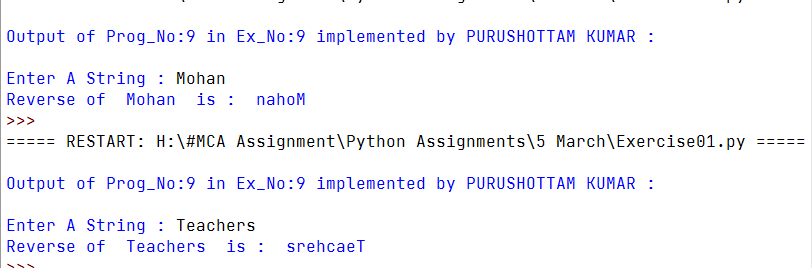 Output of Prog_No:9 in Ex_No:9 implemented by PURUSHOTTAM KUMAR :
Enter A String : Mohan
Reverse of  Mohan  is :  nahoM
>>>
===== RESTART: H:\#MCA Assignment\Python Assignments\5 March\Exercise01.py =====
Output of Prog_No:9 in Ex_No:9 implemented by PURUSHOTTAM KUMAR :
Enter A String : Teachers
Reverse of  Teachers  is :  srehcaeT
>>>